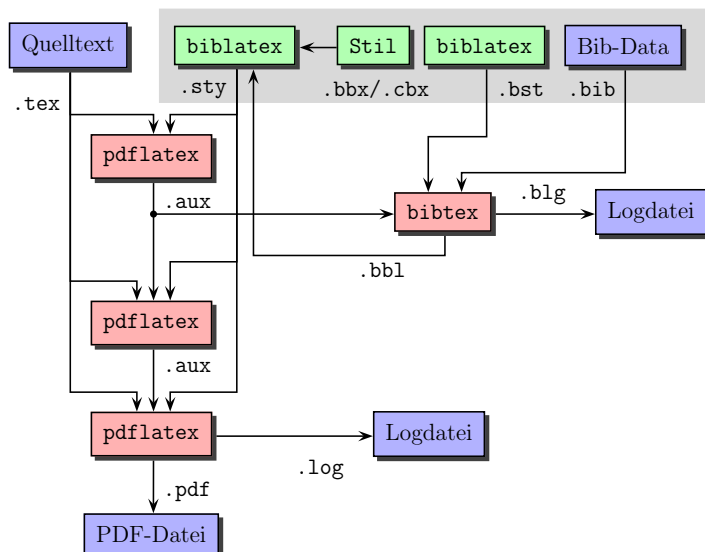 Quelltext
biblatex
Stil
biblatex
Bib-Data
.tex
.sty
.bbx/.cbx
.bst
.bib
pdflatex
.aux
bibtex
.blg
Logdatei
.bbl
pdflatex
.aux
pdflatex
Logdatei
.log
.pdf
PDF-Datei